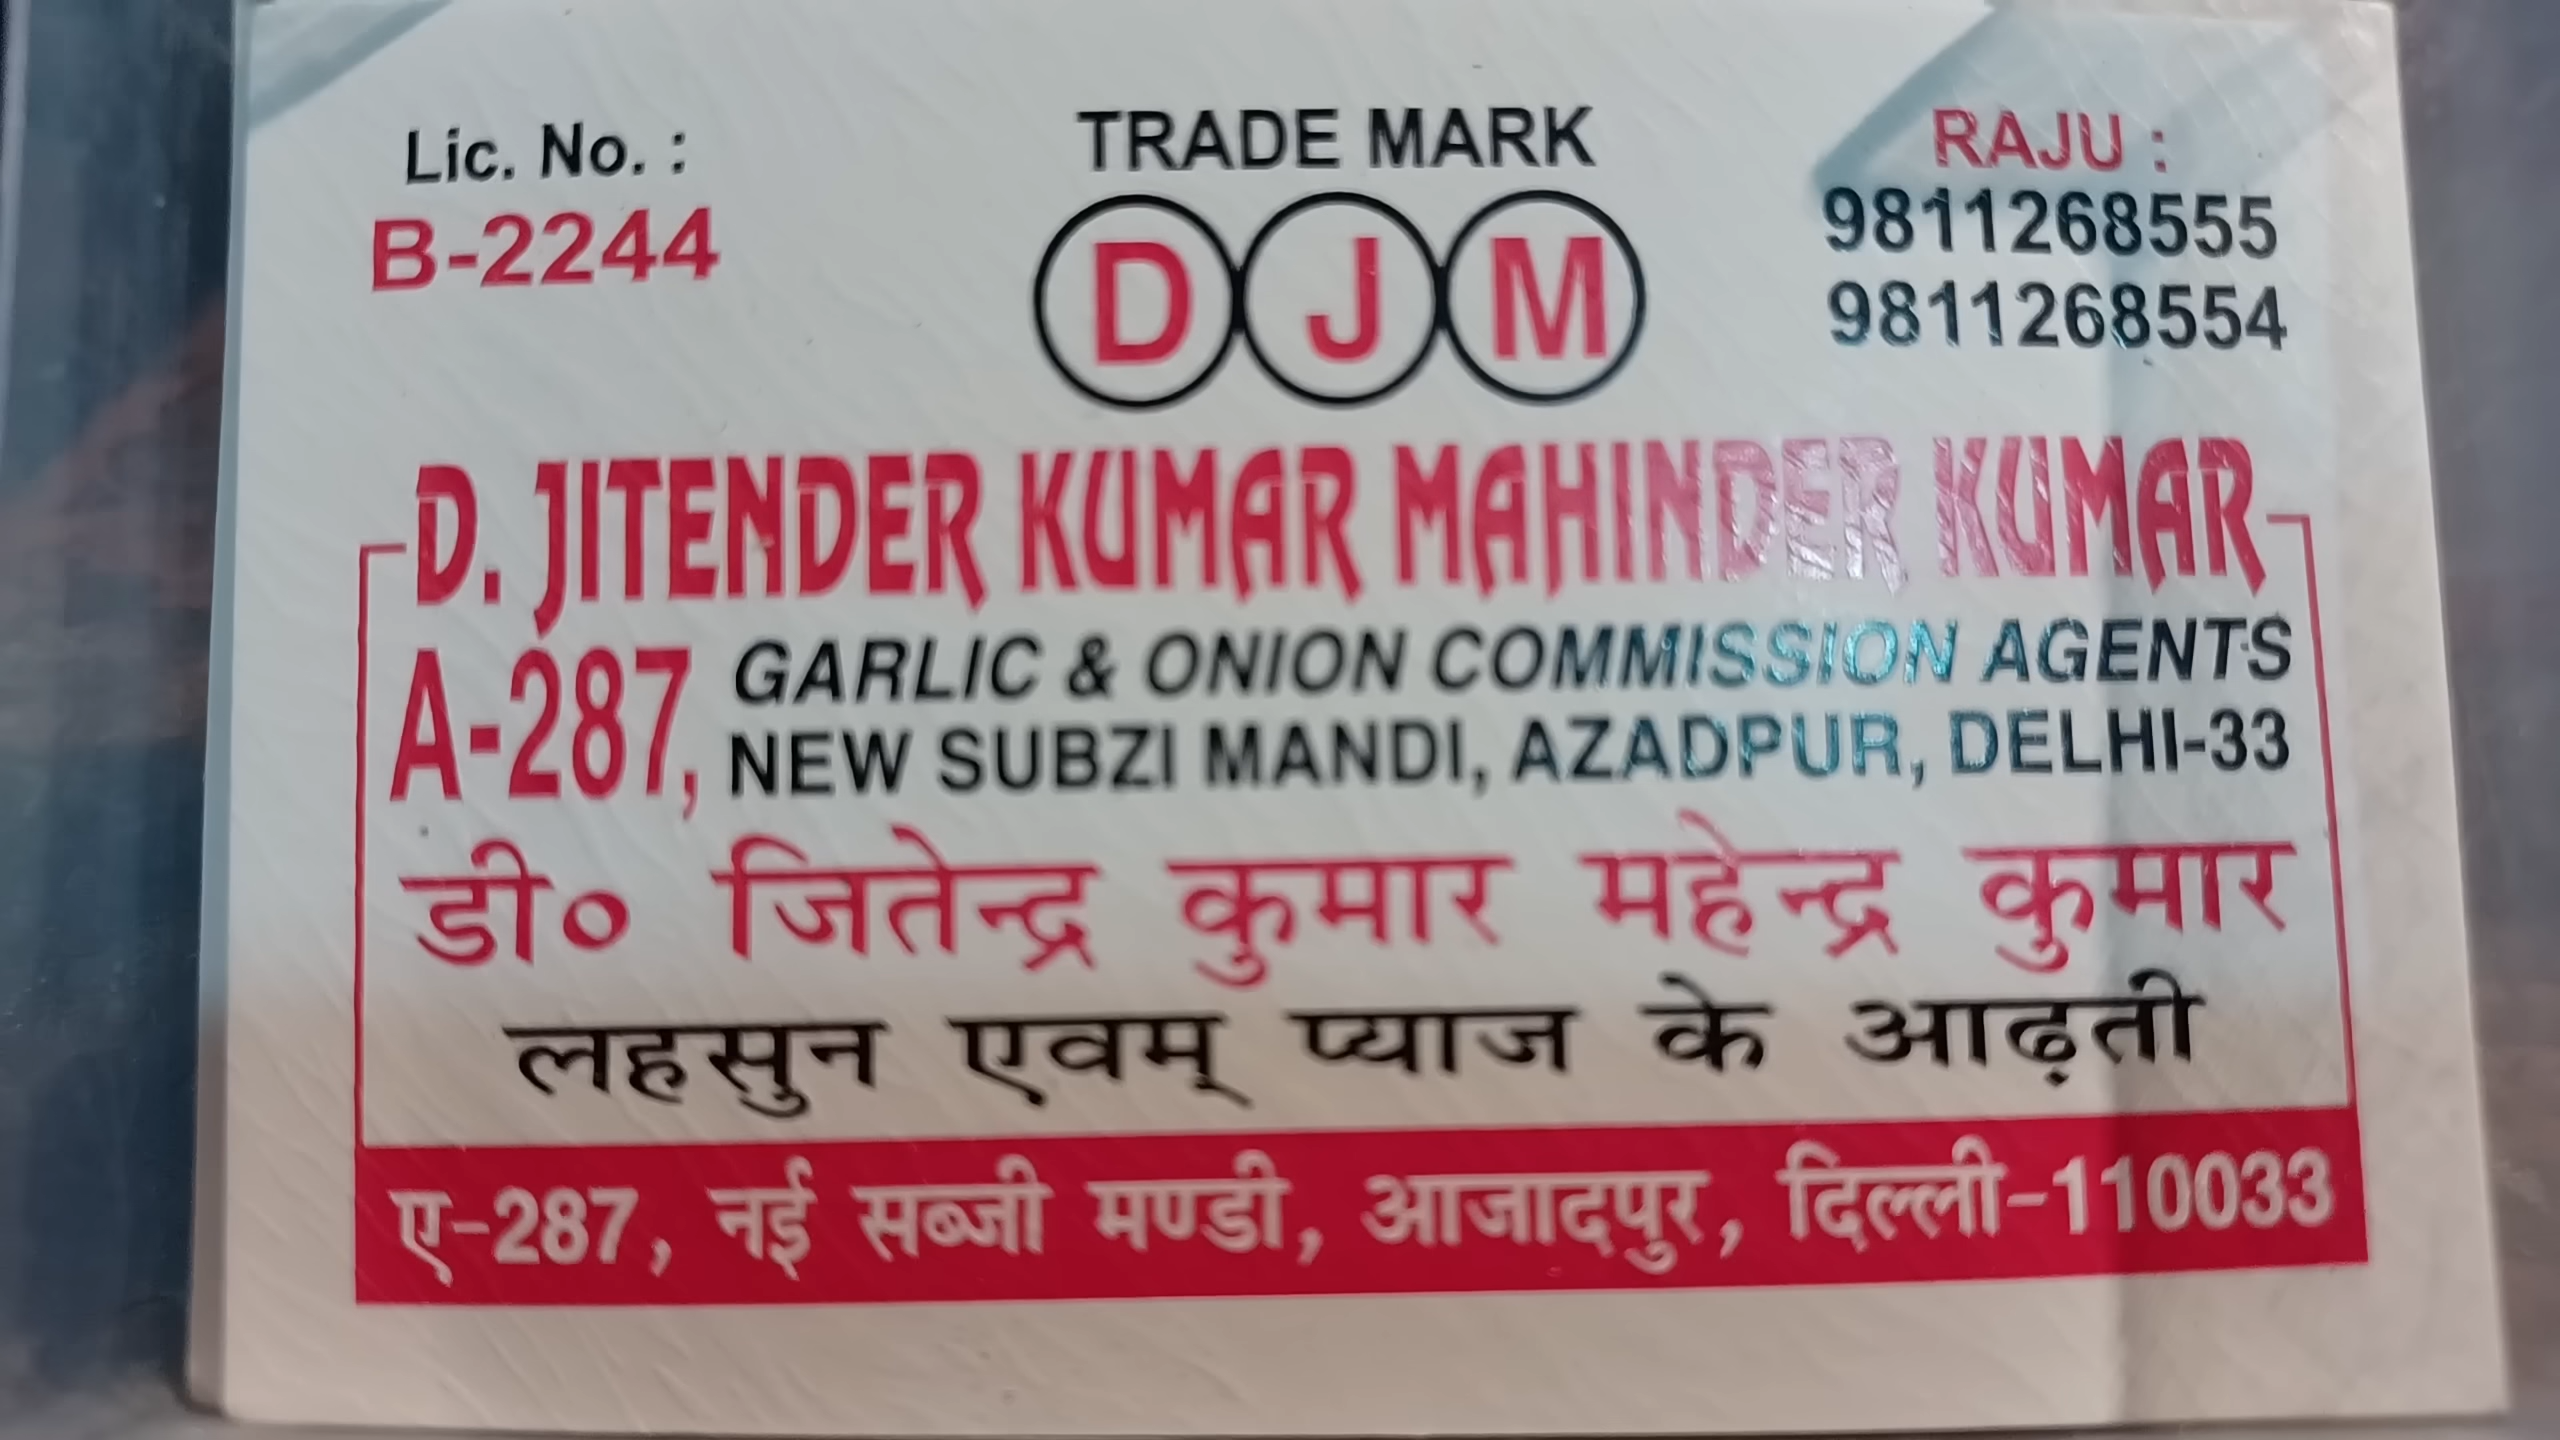 Lic. No. :
B-2244
TRADE MARK
D J M
RAJU :
9811268555
9811268554
D. JITENDER KUMAR MAHINDER KUMAR
A-287, GARLIC & ONION COMMISSION AGENTS
NEW SUBZI MANDI, AZADPUR, DELHI-33
डी० जितेन्द्र कुमार महेन्द्र कुमार
लहसुन एवम् प्याज के आढ़ती
ए-287, नई सब्जी मण्डी, आजादपुर, दिल्ली-110033